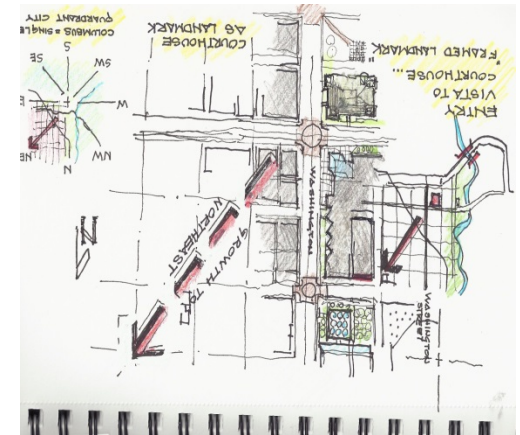 WASHINGTON
STREET
WASHINGTON
GROWTH TO
NORTHEAST
ENTRY
VISTA TO
COURTHOUSE...
"FRAMED LANDMARK
COURTHOUSE
AS LANDMARK
N
NW
NE
W
SW
SE
S
COLUMBUS = SINGLE
QUADRANT CITY